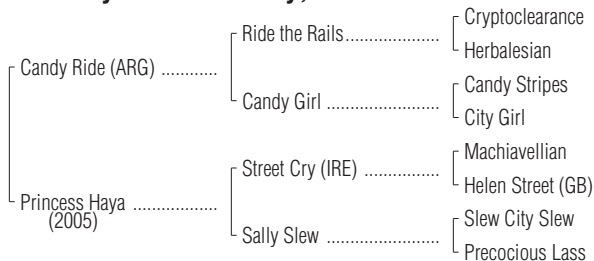 Cryptoclearance
Ride the Rails....................
Herbalesian
Candy Ride (ARG) ............
Candy Stripes
Candy Girl ........................
City Girl
Machiavellian
Street Cry (IRE) ................
Helen Street (GB)
Princess Haya ..................
(2005)
Slew City Slew
Sally Slew ........................
Precocious Lass